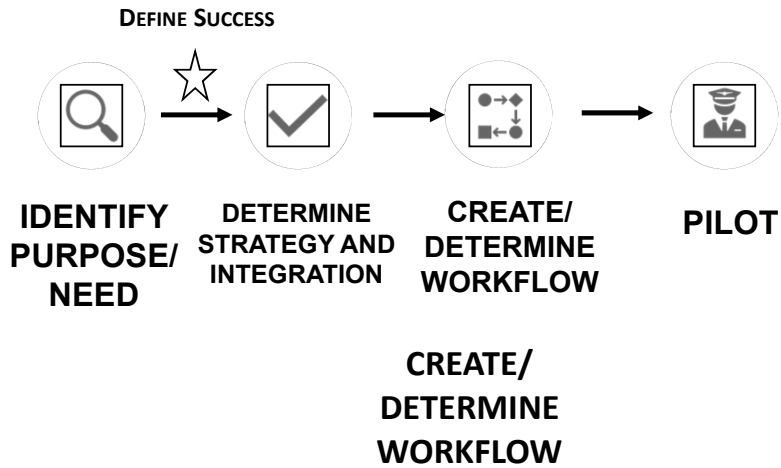 DEFINE SUCCESS
IDENTIFY
PURPOSE/
NEED
DETERMINE
STRATEGY AND
INTEGRATION
CREATE/
DETERMINE
WORKFLOW
PILOT
CREATE/
DETERMINE
WORKFLOW